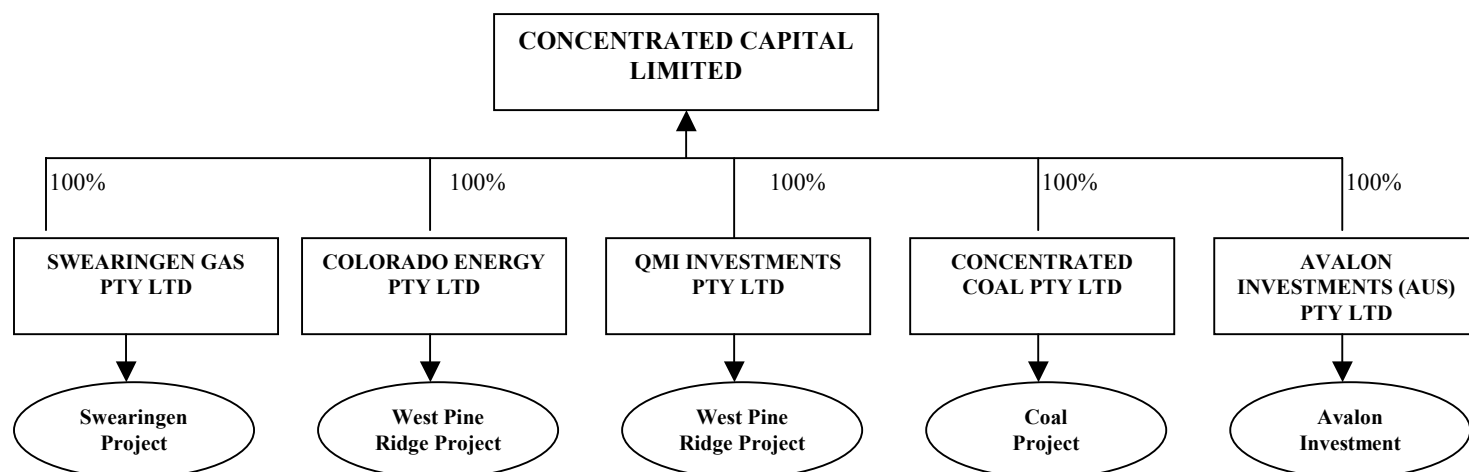 CONCENTRATED CAPITAL
LIMITED
100%
100%
100%
100%
100%
SWEARINGEN GAS
PTY LTD
COLORADO ENERGY
PTY LTD
QMI INVESTMENTS
PTY LTD
CONCENTRATED
COAL PTY LTD
AVALON
INVESTMENTS (AUS)
PTY LTD
Swearingen
Project
West Pine
Ridge Project
West Pine
Ridge Project
Coal
Project
Avalon
Investment